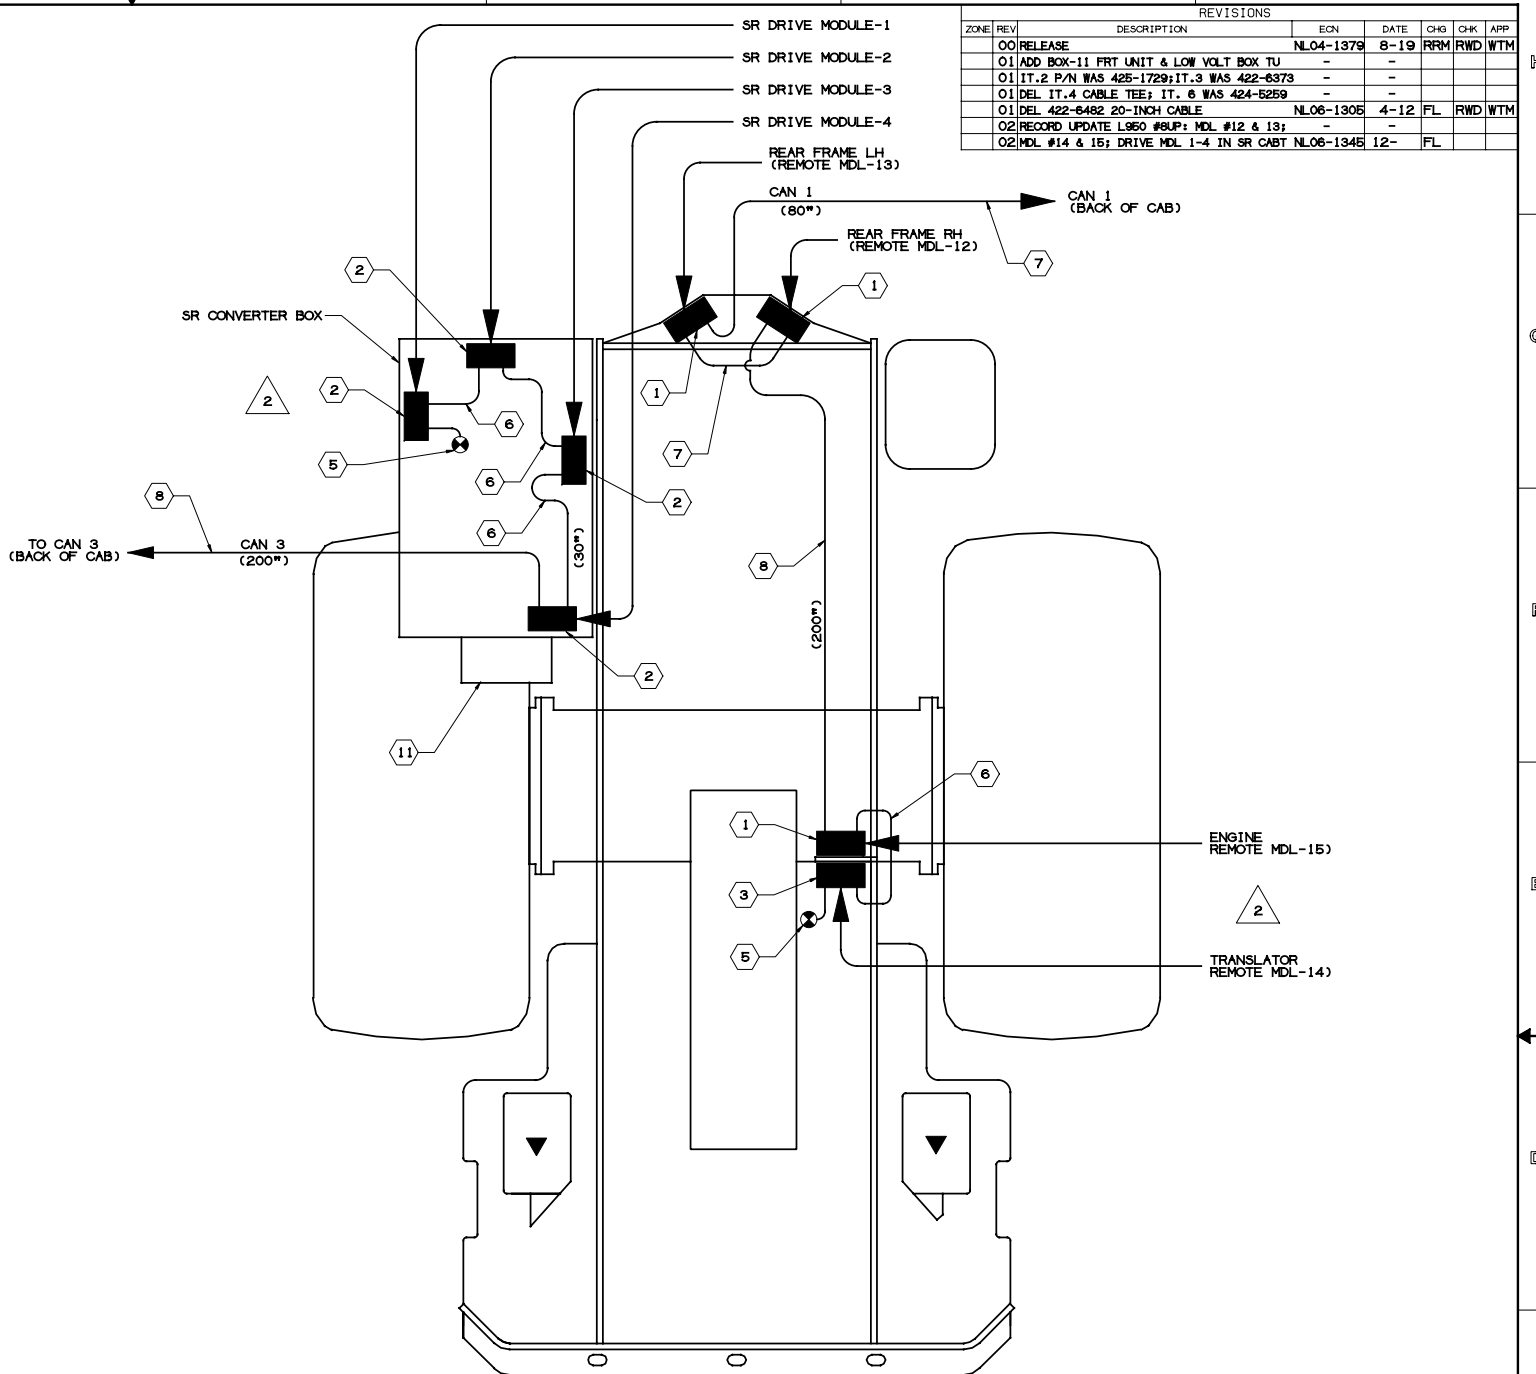 REVISIONS
ZONE REV DESCRIPTION ECN DATE CHG CHK APP
00 RELEASE NL04-1379 8-19 RRM RWD WTM
01 ADD BOX-11 FRT UNIT & LOW VOLT BOX TU - -
01 IT.2 P/N WAS 425-1729;IT.3 WAS 422-6373
01 DEL IT.4 CABLE TEE; IT. 6 WAS 424-5259 - -
01 DEL 422-6482 20-INCH CABLE NL06-1305 4-12 FL RWD WTM
02 RECORD UPDATE L950 #8UP: MDL #12 & 13; - -
02 MDL #14 & 15; DRIVE MDL 1-4 IN SR CABT NL06-1345 12- FL
SR DRIVE MODULE-1
SR DRIVE MODULE-2
SR DRIVE MODULE-3
SR DRIVE MODULE-4
REAR FRAME LH
(REMOTE MDL-13)
CAN 1
(80")
CAN 1
(BACK OF CAB)
REAR FRAME RH
(REMOTE MDL-12)
7
2
1
SR CONVERTER BOX
2
2
1
6
5
7
6
8
2
6
TO CAN 3
(BACK OF CAB)
CAN 3
(200")
(30")
8
(200")
2
11
6
1
ENGINE
REMOTE MDL-15)
3
2
5
TRANSLATOR
REMOTE MDL-14)